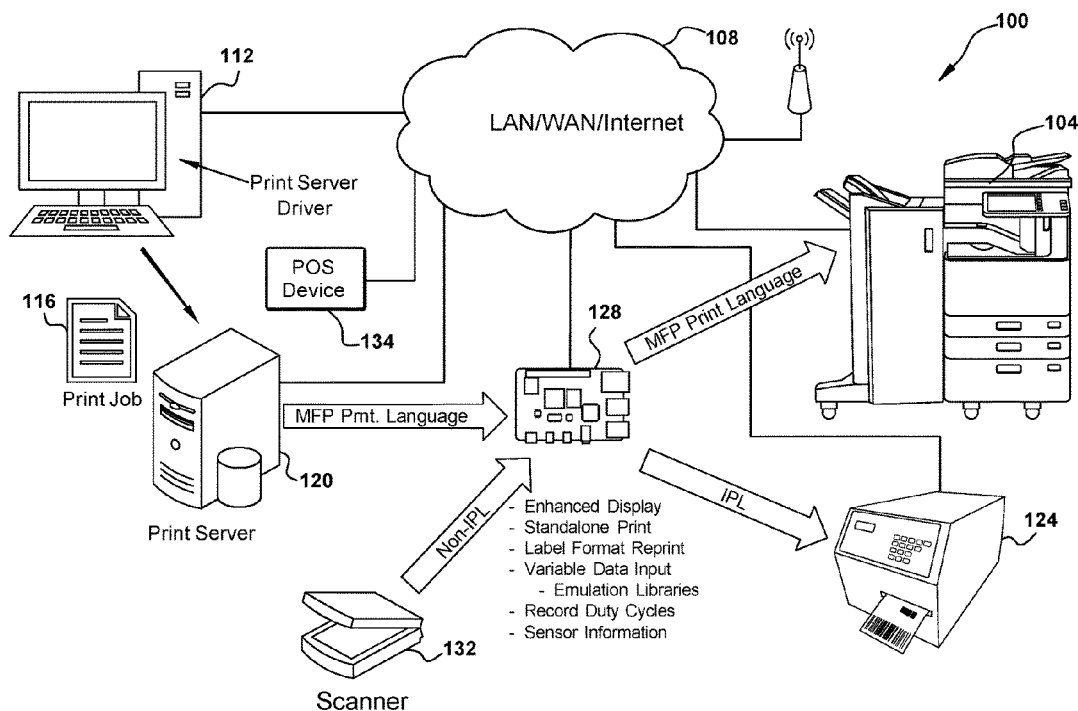 100
108
112
LAN/WAN/Internet
104
Print Server
Driver
POS
Device
134
116
128
MFP Print Language
Print Job
MFP Pmt. Language
120
Print Server
Non-IPL
IPL
- Enhanced Display
- Standalone Print
- Label Format Reprint
- Variable Data Input
- Emulation Libraries
- Record Duty Cycles
- Sensor Information
124
132
Scanner